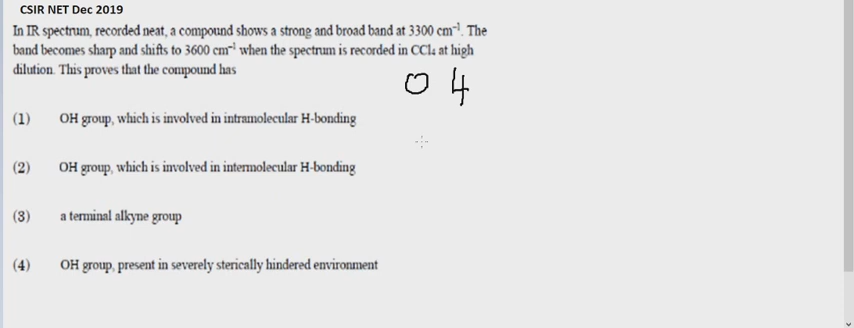 CSIR NET Dec 2019
In IR spectrum, recorded neat, a compound shows a strong and broad band at 3300 cm⁻¹. The
band becomes sharp and shifts to 3600 cm⁻¹ when the spectrum is recorded in CCl₄ at high
dilution. This proves that the compound has
O 4
(1) OH group, which is involved in intramolecular H-bonding
(2) OH group, which is involved in intermolecular H-bonding
(3) a terminal alkyne group
(4) OH group, present in severely sterically hindered environment